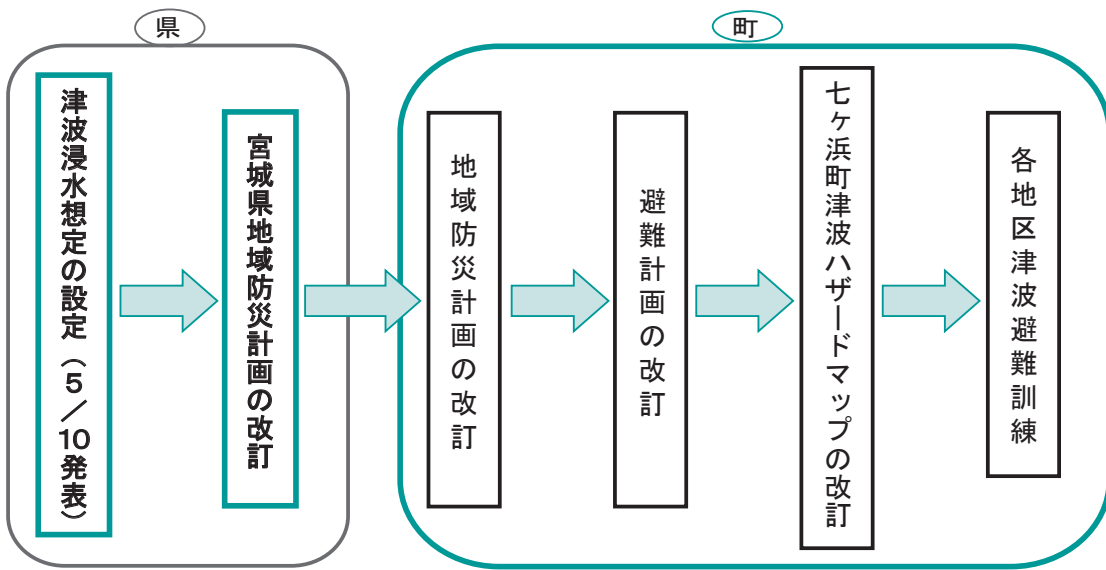 県
津波浸水想定の設定（5／10発表）
宮城県地域防災計画の改訂
町
地域防災計画の改訂
避難計画の改訂
七ヶ浜町津波ハザードマップの改訂
各地区津波避難訓練